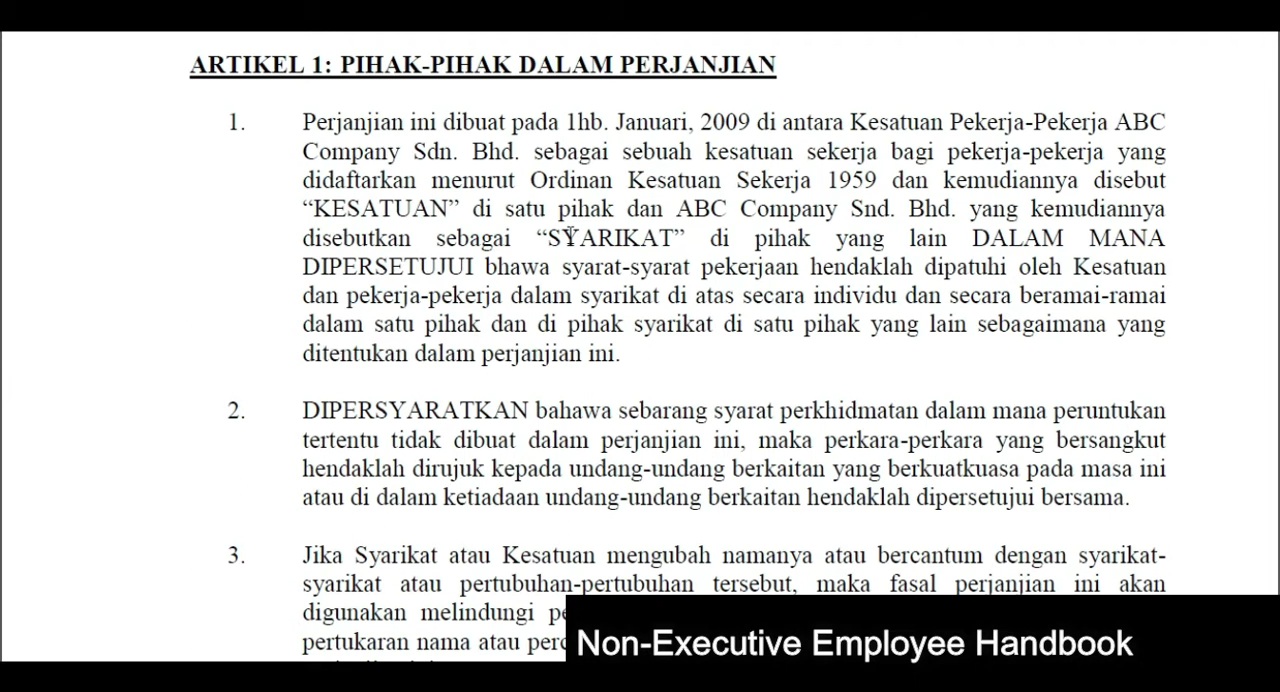 ARTIKEL 1: PIHAK-PIHAK DALAM PERJANJIAN
1. Perjanjian ini dibuat pada 1hb. Januari, 2009 di antara Kesatuan Pekerja-Pekerja ABC
Company Sdn. Bhd. sebagai sebuah kesatuan sekerja bagi pekerja-pekerja yang
didaftarkan menurut Ordinan Kesatuan Sekerja 1959 dan kemudiannya disebut
“KESATUAN” di satu pihak dan ABC Company Snd. Bhd. yang kemudiannya
disebutkan sebagai “SYARIKAT” di pihak yang lain DALAM MANA
DIPERSETUJUI bhawa syarat-syarat pekerjaan hendaklah dipatuhi oleh Kesatuan
dan pekerja-pekerja dalam syarikat di atas secara individu dan secara beramai-ramai
dalam satu pihak dan di pihak syarikat di satu pihak yang lain sebagaimana yang
ditentukan dalam perjanjian ini.
2. DIPERSYARATKAN bahawa sebarang syarat perkhidmatan dalam mana peruntukan
tertentu tidak dibuat dalam perjanjian ini, maka perkara-perkara yang bersangkut
hendaklah dirujuk kepada undang-undang berkaitan yang berkuatkuasa pada masa ini
atau di dalam ketiadaan undang-undang berkaitan hendaklah dipersetujui bersama.
3. Jika Syarikat atau Kesatuan mengubah namanya atau bercantum dengan syarikat-
syarikat atau pertubuhan-pertubuhan tersebut, maka fasal perjanjian ini akan
digunakan melindungi
pertukaran nama atau
Non-Executive Employee Handbook